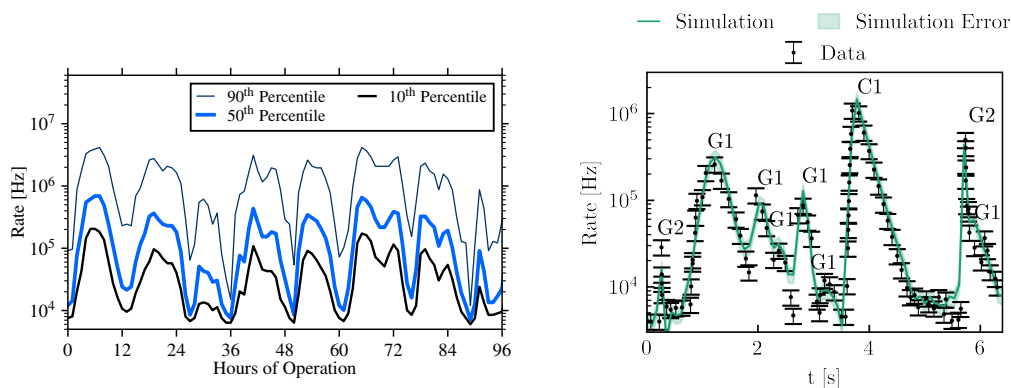 90th Percentile
50th Percentile
10th Percentile
Rate [Hz]
10^7
10^6
10^5
10^4
0 12 24 36 48 60 72 84 96
Hours of Operation
Simulation
Simulation Error
Data
Rate [Hz]
10^6
10^5
10^4
C1
G2
G1
G1
G1
G1
G1
G2
G1
0 2 4 6
t [s]